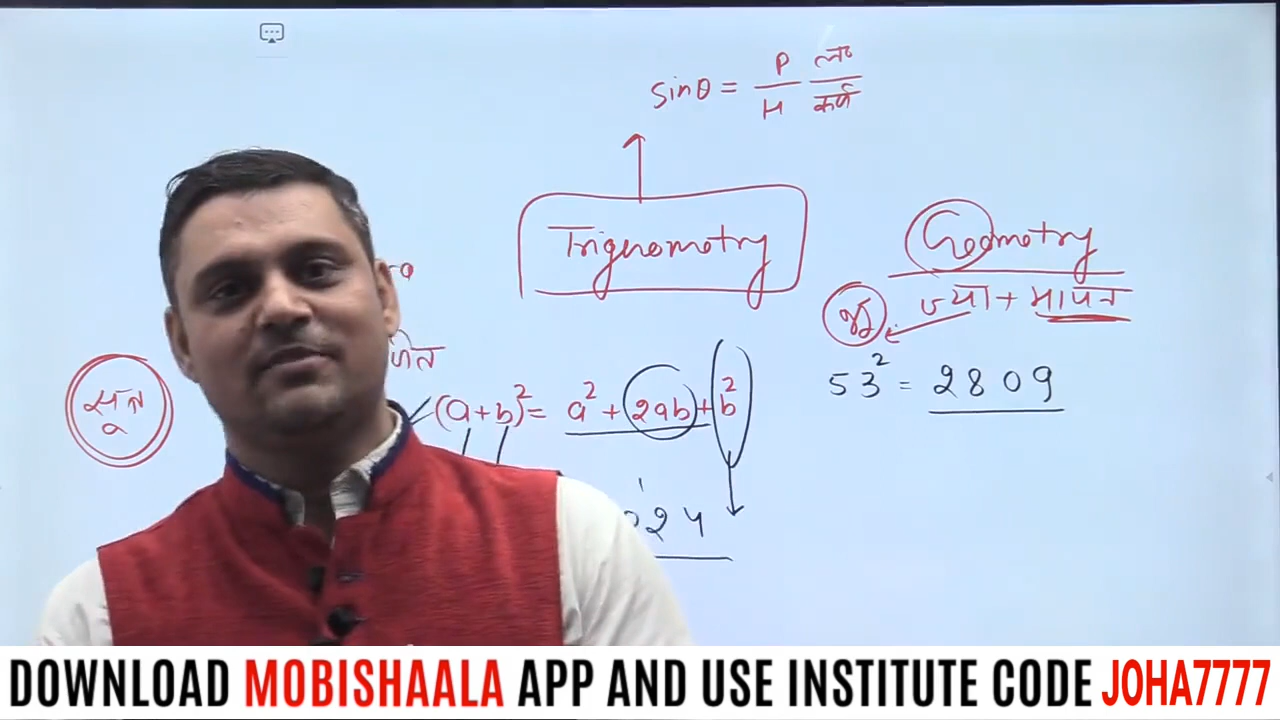 sinθ = P/H लं°/कर्ण
Trignometry
Geometry
ज्या + मापन
53² = 2809
(a+b)² = a² + 2ab + b²
DOWNLOAD MOBISHAALA APP AND USE INSTITUTE CODE JOHA7777